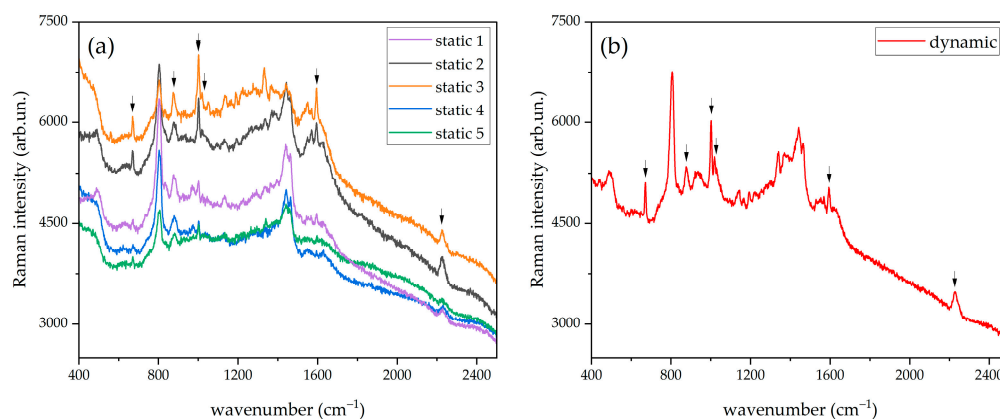 (a)
static 1
static 2
static 3
static 4
static 5
7500
6000
4500
3000
Raman intensity (arb.un.)
400 800 1200 1600 2000 2400
wavenumber (cm⁻¹)
(b)
dynamic
7500
6000
4500
3000
Raman intensity (arb.un.)
400 800 1200 1600 2000 2400
wavenumber (cm⁻¹)